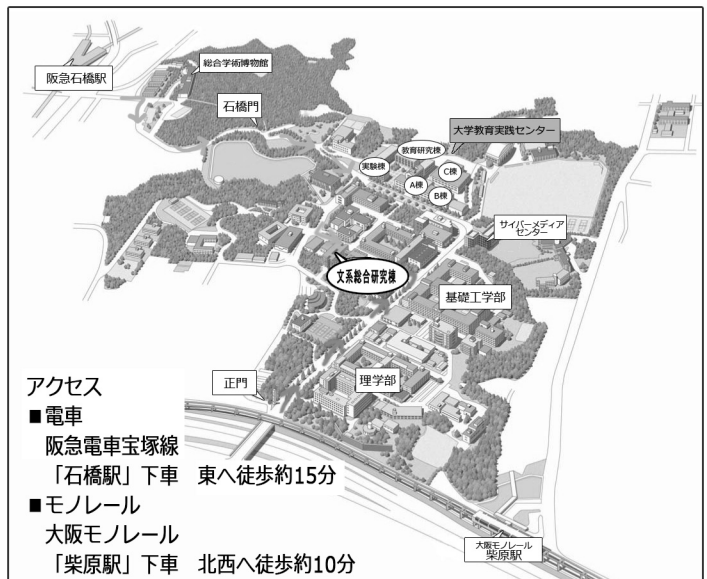 阪急石橋駅
総合学術博物館
石橋門
大学教育実践センター
教育研究棟
実験棟
C棟
A棟
B棟
サイバーメディア
センター
文系総合研究棟
基礎工学部
理学部
正門
アクセス
■電車
阪急電車宝塚線
「石橋駅」下車 東へ徒歩約15分
■モノレール
大阪モノレール
「柴原駅」下車 北西へ徒歩約10分
大阪モノレール
柴原駅